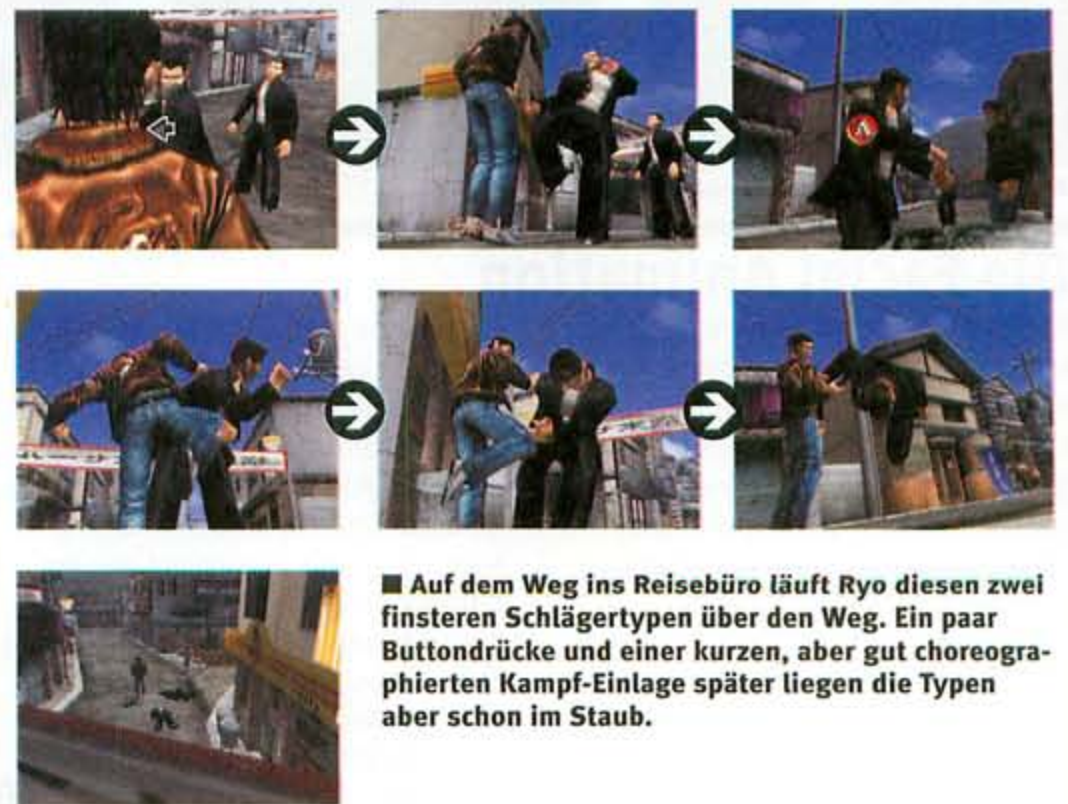 ■ Auf dem Weg ins Reisebüro läuft Ryo diesen zwei
finsteren Schlägertypen über den Weg. Ein paar
Buttondrücke und einer kurzen, aber gut choreogra-
phierten Kampf-Einlage später liegen die Typen
aber schon im Staub.
A